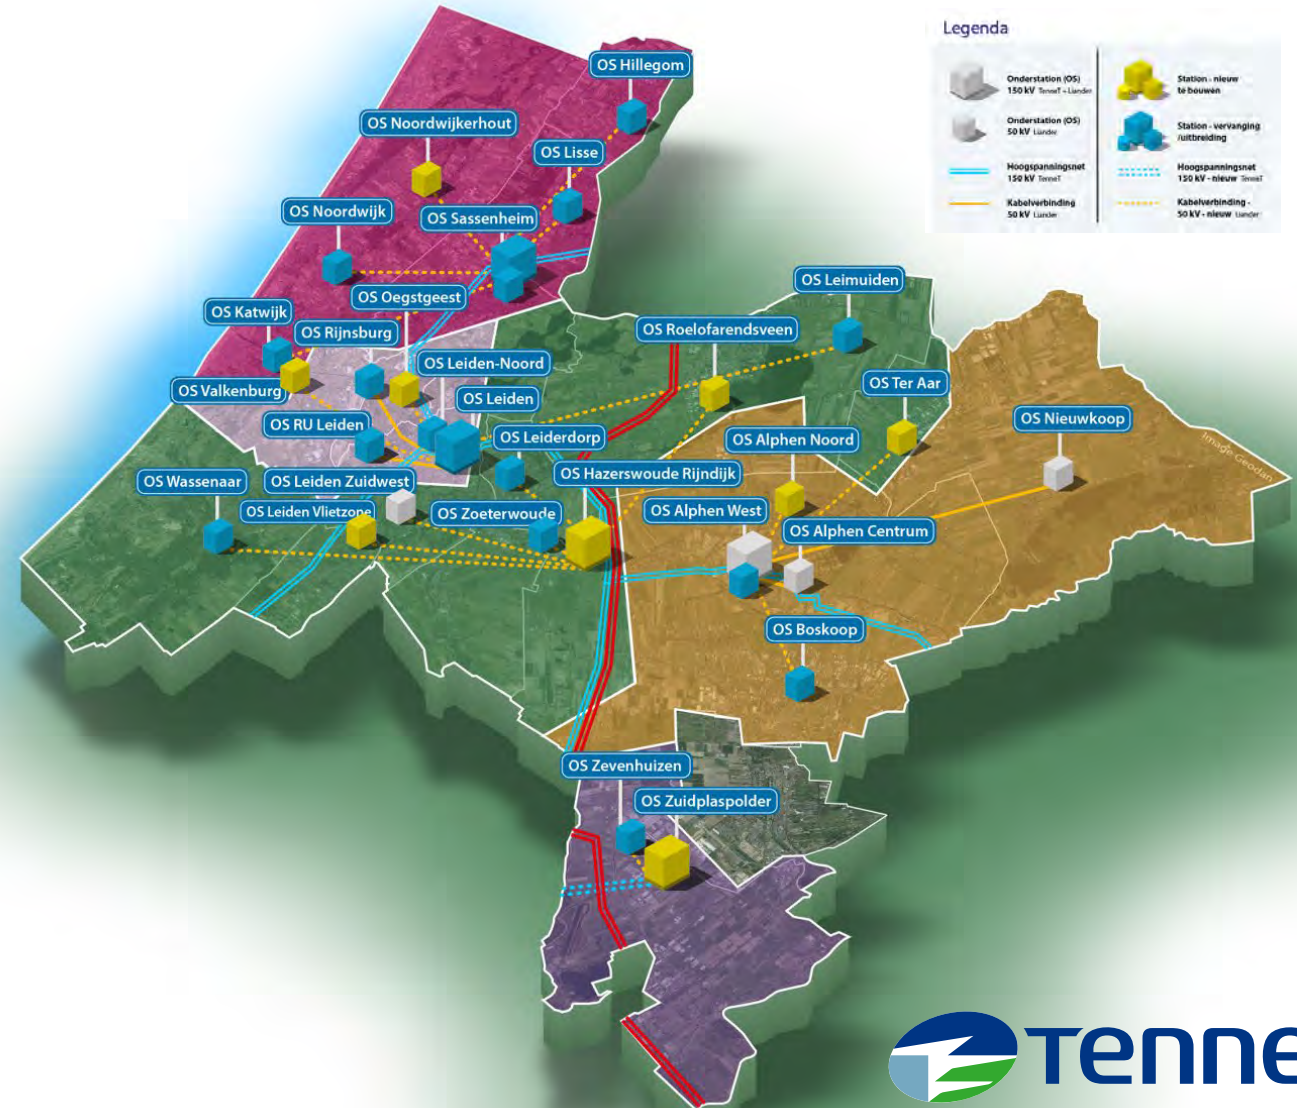 Legenda
Onderstation (OS)
150 kV TenneT - Liander
Onderstation (OS)
50 kV Liander
Hoogspanningsnet
150 kV TenneT
Kabelverbinding
50 kV Liander
Station - nieuw
te bouwen
Station - vervanging
/uitbreiding
Hoogspanningsnet
150 kV - nieuw TenneT
Kabelverbinding -
50 kV - nieuw Liander
OS Hillegom
OS Noordwijkerhout
OS Lisse
OS Noordwijk
OS Sassenheim
OS Leimuiden
OS Oegstgeest
OS Katwijk
OS Rijnsburg
OS Roelofarendsveen
OS Leiden-Noord
OS Valkenburg
OS Ter Aar
OS Leiden
OS Nieuwkoop
OS RU Leiden
OS Leiderdorp
OS Alphen Noord
Image Geodan
OS Wassenaar
OS Leiden Zuidwest
OS Hazerswoude Rijndijk
OS Leiden Vlietzone
OS Zoeterwoude
OS Alphen West
OS Alphen Centrum
OS Boskoop
OS Zevenhuizen
OS Zuidplaspolder
Tenne